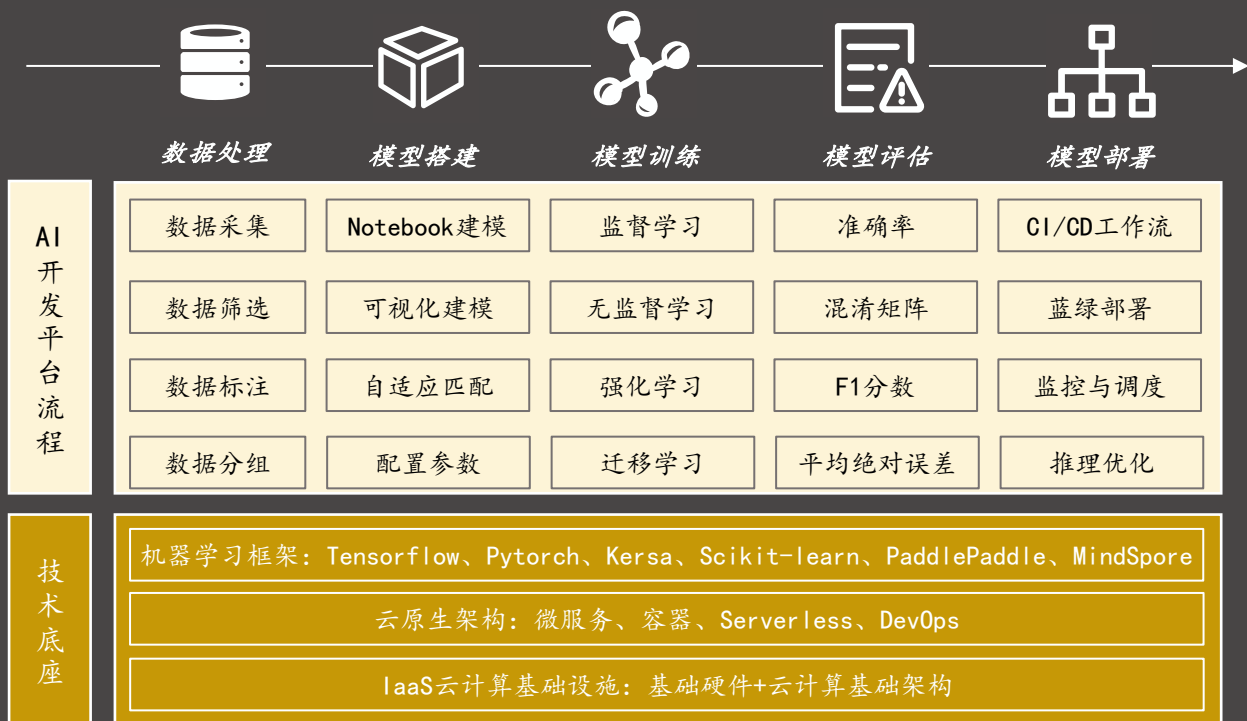 数据处理
模型搭建
模型训练
模型评估
模型部署
AI开发平台流程
数据采集
Notebook建模
监督学习
准确率
CI/CD工作流
数据筛选
可视化建模
无监督学习
混淆矩阵
蓝绿部署
数据标注
自适应匹配
强化学习
F1分数
监控与调度
数据分组
配置参数
迁移学习
平均绝对误差
推理优化
技术底座
机器学习框架：Tensorflow、Pytorch、Kersa、Scikit-learn、PaddlePaddle、MindSpore
云原生架构：微服务、容器、Serverless、DevOps
IaaS云计算基础设施：基础硬件+云计算基础架构